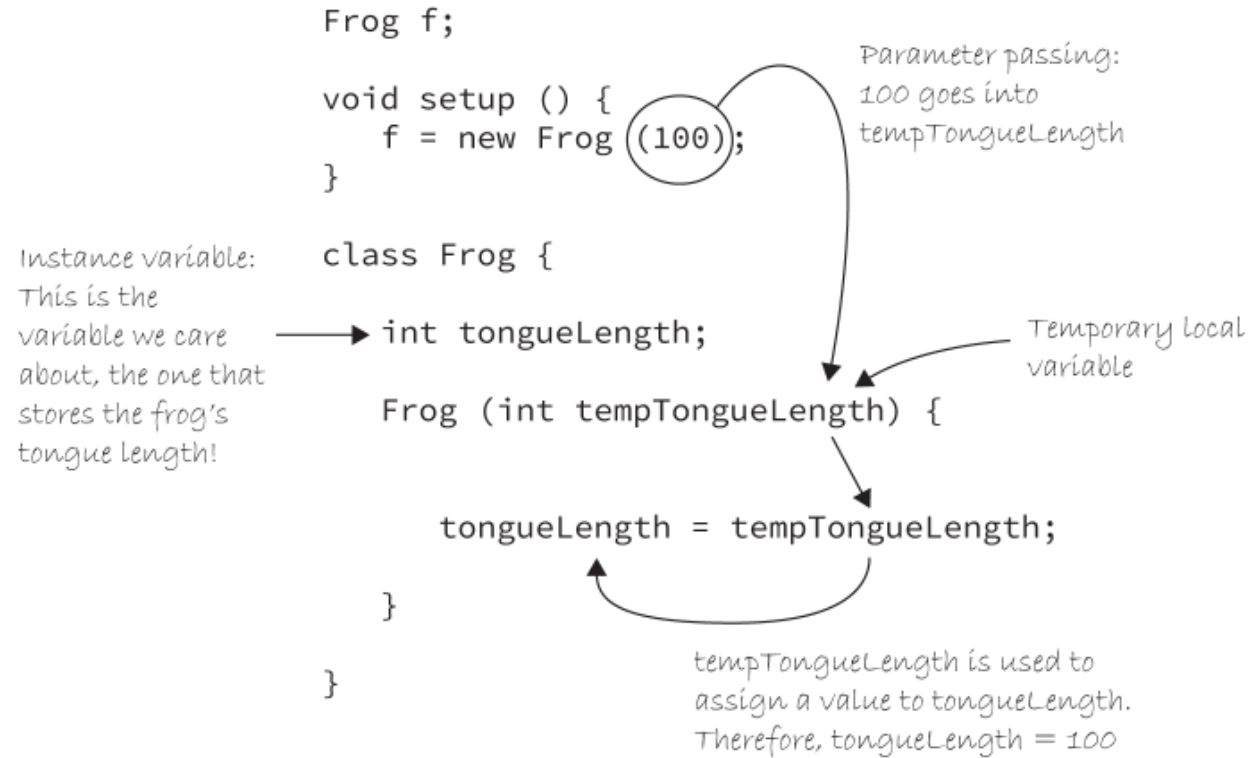 Frog f;
Parameter passing:
100 goes into
tempTongueLength
void setup () {
f = new Frog (100);
}
class Frog {
Instance variable:
This is the
variable we care
about, the one that
stores the frog's
tongue length!
int tongueLength;
Temporary local
variable
Frog (int tempTongueLength) {
tongueLength = tempTongueLength;
}
tempTongueLength is used to
assign a value to tongueLength.
Therefore, tongueLength = 100
}